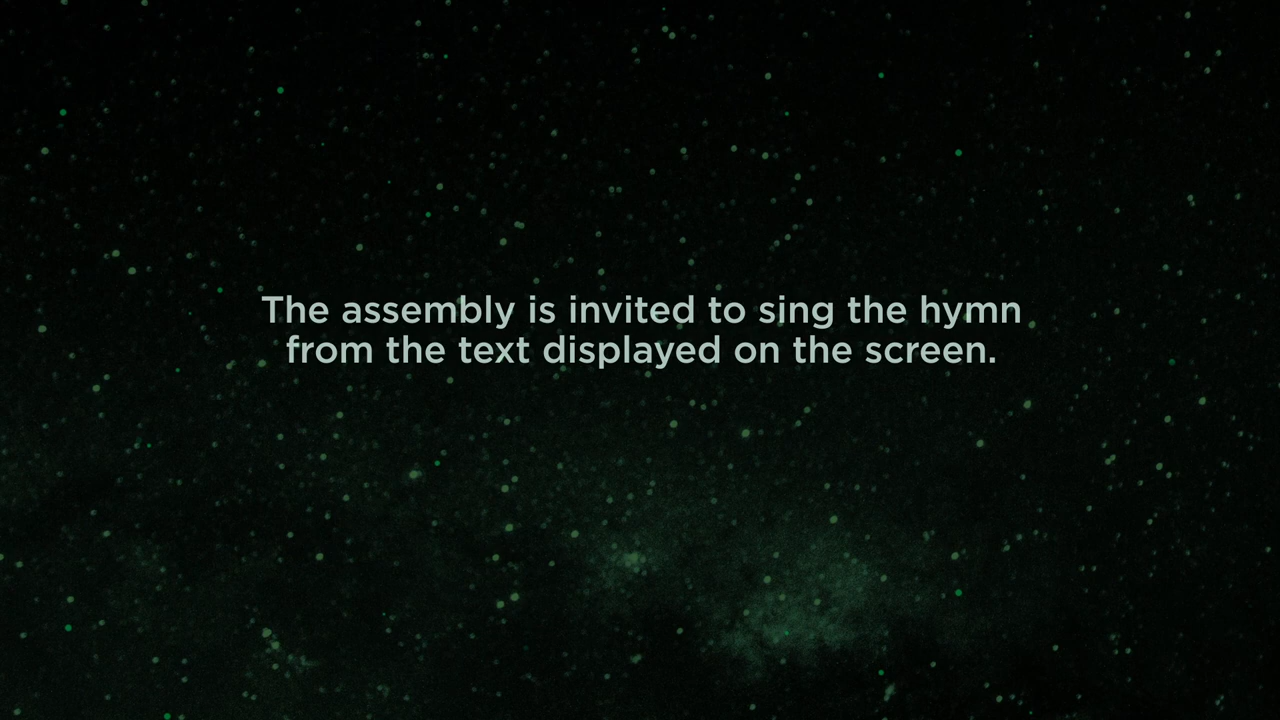 The assembly is invited to sing the hymn
from the text displayed on the screen.